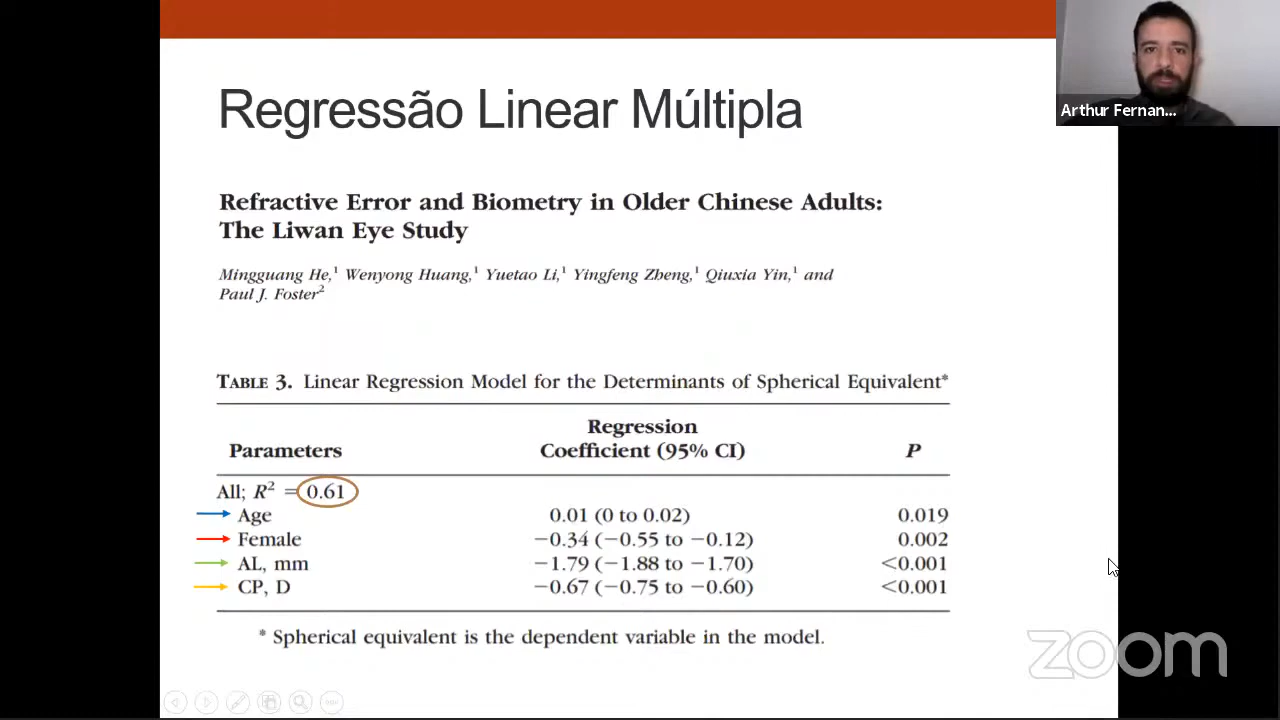 Regressão Linear Múltipla
Arthur Fernan...
Refractive Error and Biometry in Older Chinese Adults:
The Liwan Eye Study
Mingguang He,¹ Wenyong Huang,¹ Yuetao Li,¹ Yingfeng Zheng,¹ Qiuxia Yin,¹ and
Paul J. Foster²
TABLE 3. Linear Regression Model for the Determinants of Spherical Equivalent*
Regression
Parameters Coefficient (95% CI) P
All; R² = 0.61
Age 0.01 (0 to 0.02) 0.019
Female −0.34 (−0.55 to −0.12) 0.002
AL, mm −1.79 (−1.88 to −1.70) <0.001
CP, D −0.67 (−0.75 to −0.60) <0.001
* Spherical equivalent is the dependent variable in the model.
zoom